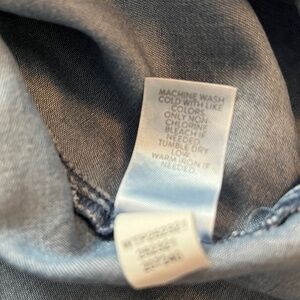 MACHINE WASH
COLD WITH LIKE
COLORS
ONLY NON
CHLORINE
BLEACH IF
NEEDED
TUMBLE DRY
LOW
WARM IRON IF
NEEDED